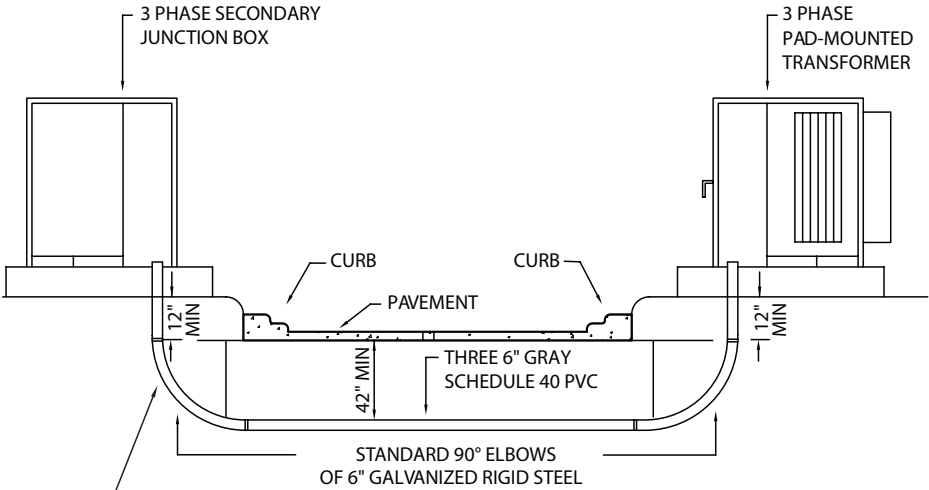 3 PHASE SECONDARY
JUNCTION BOX
3 PHASE
PAD-MOUNTED
TRANSFORMER
CURB
CURB
PAVEMENT
12" MIN
12" MIN
42" MIN
THREE 6" GRAY
SCHEDULE 40 PVC
STANDARD 90° ELBOWS
OF 6" GALVANIZED RIGID STEEL